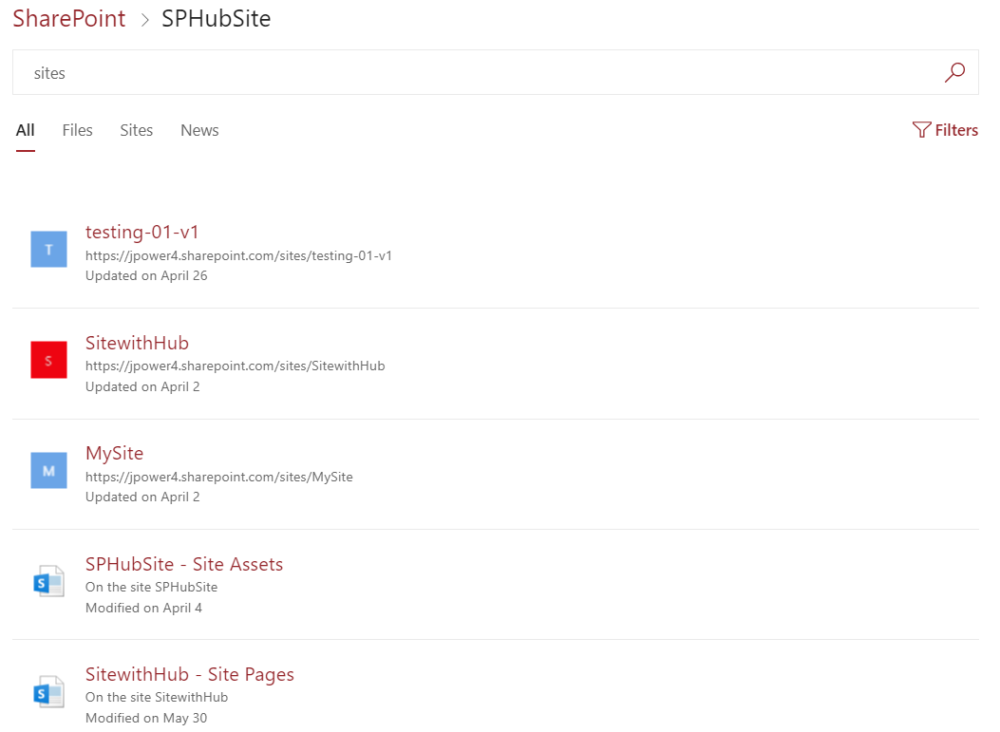 SharePoint > SPHubSite
sites
All Files Sites News Filters
T
testing-01-v1
https://jpower4.sharepoint.com/sites/testing-01-v1
Updated on April 26
S
SitewithHub
https://jpower4.sharepoint.com/sites/SitewithHub
Updated on April 2
M
MySite
https://jpower4.sharepoint.com/sites/MySite
Updated on April 2
S
SPHubSite - Site Assets
On the site SPHubSite
Modified on April 4
S
SitewithHub - Site Pages
On the site SitewithHub
Modified on May 30